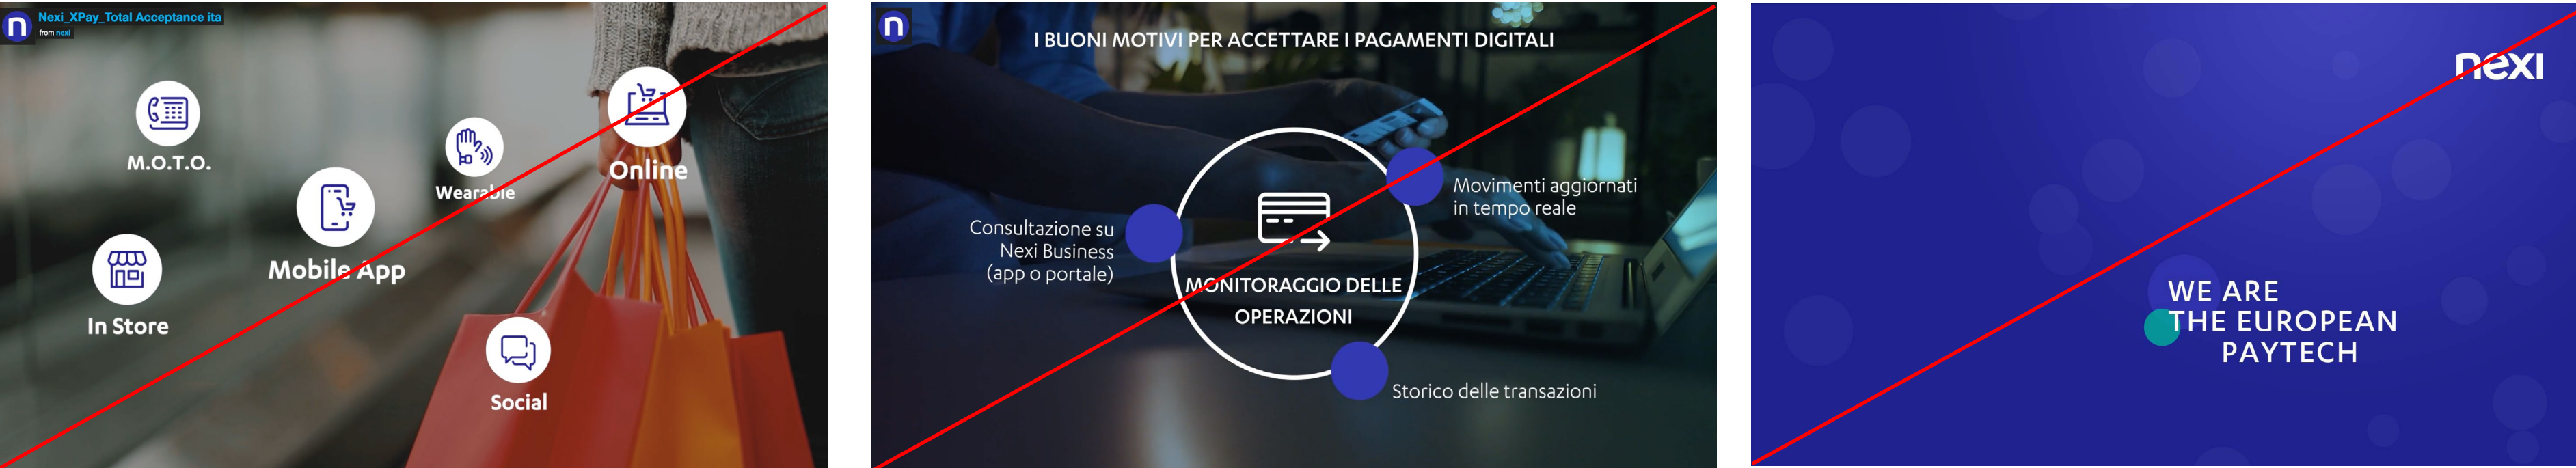 n
Nexi_XPay_Total Acceptance ita
from nexi
M.O.T.O.
Wearable
Online
Mobile App
In Store
Social
n
I BUONI MOTIVI PER ACCETTARE I PAGAMENTI DIGITALI
Movimenti aggiornati
in tempo reale
Consultazione su
Nexi Business
(app o portale)
MONITORAGGIO DELLE
OPERAZIONI
Storico delle transazioni
nexi
WE ARE
THE EUROPEAN
PAYTECH